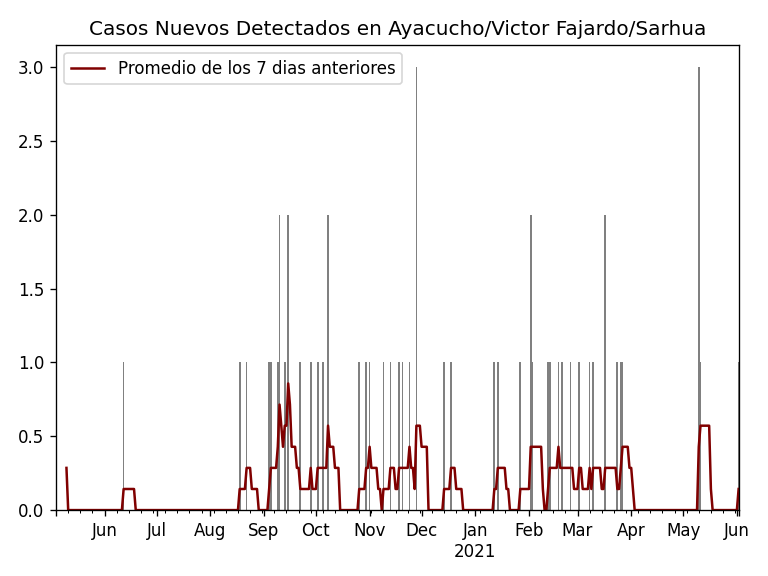 Casos Nuevos Detectados en Ayacucho/Victor Fajardo/Sarhua
Promedio de los 7 dias anteriores
3.0
2.5
2.0
1.5
1.0
0.5
0.0
Jun Jul Aug Sep Oct Nov Dec Jan Feb Mar Apr May Jun
2021